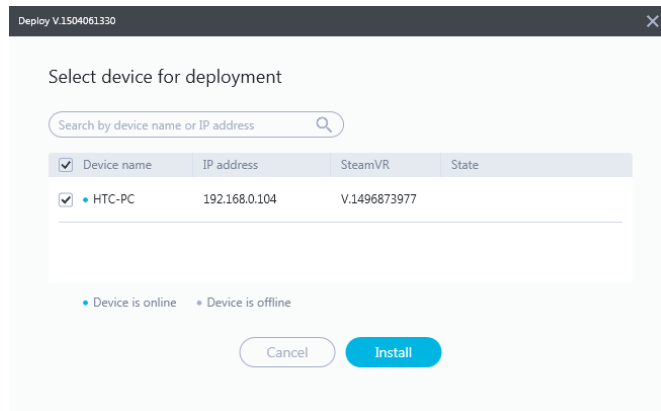 Deploy V.1504061330
Select device for deployment
Search by device name or IP address
Device name IP address SteamVR State
HTC-PC 192.168.0.104 V.1496873977
Device is online Device is offline
Cancel Install